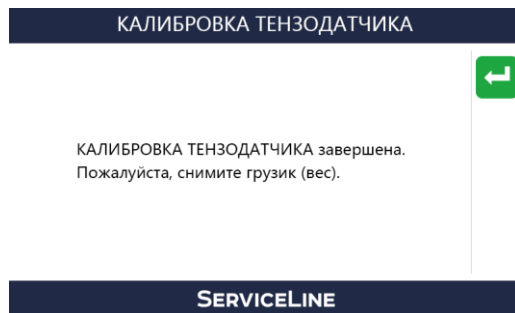 КАЛИБРОВКА ТЕНЗОДАТЧИКА
КАЛИБРОВКА ТЕНЗОДАТЧИКА завершена.
Пожалуйста, снимите грузик (вес).
SERVICELINE